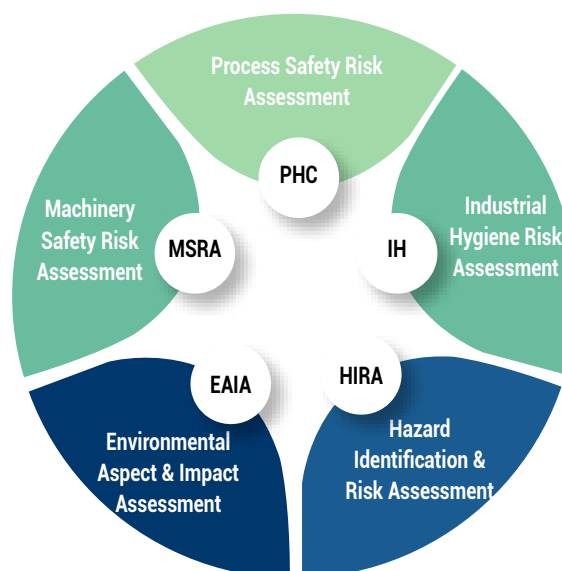 Process Safety Risk
Assessment
PHC
Machinery
Safety Risk
Assessment
MSRA
IH
Industrial
Hygiene Risk
Assessment
EAIA
HIRA
Environmental
Aspect & Impact
Assessment
Hazard
Identification &
Risk Assessment